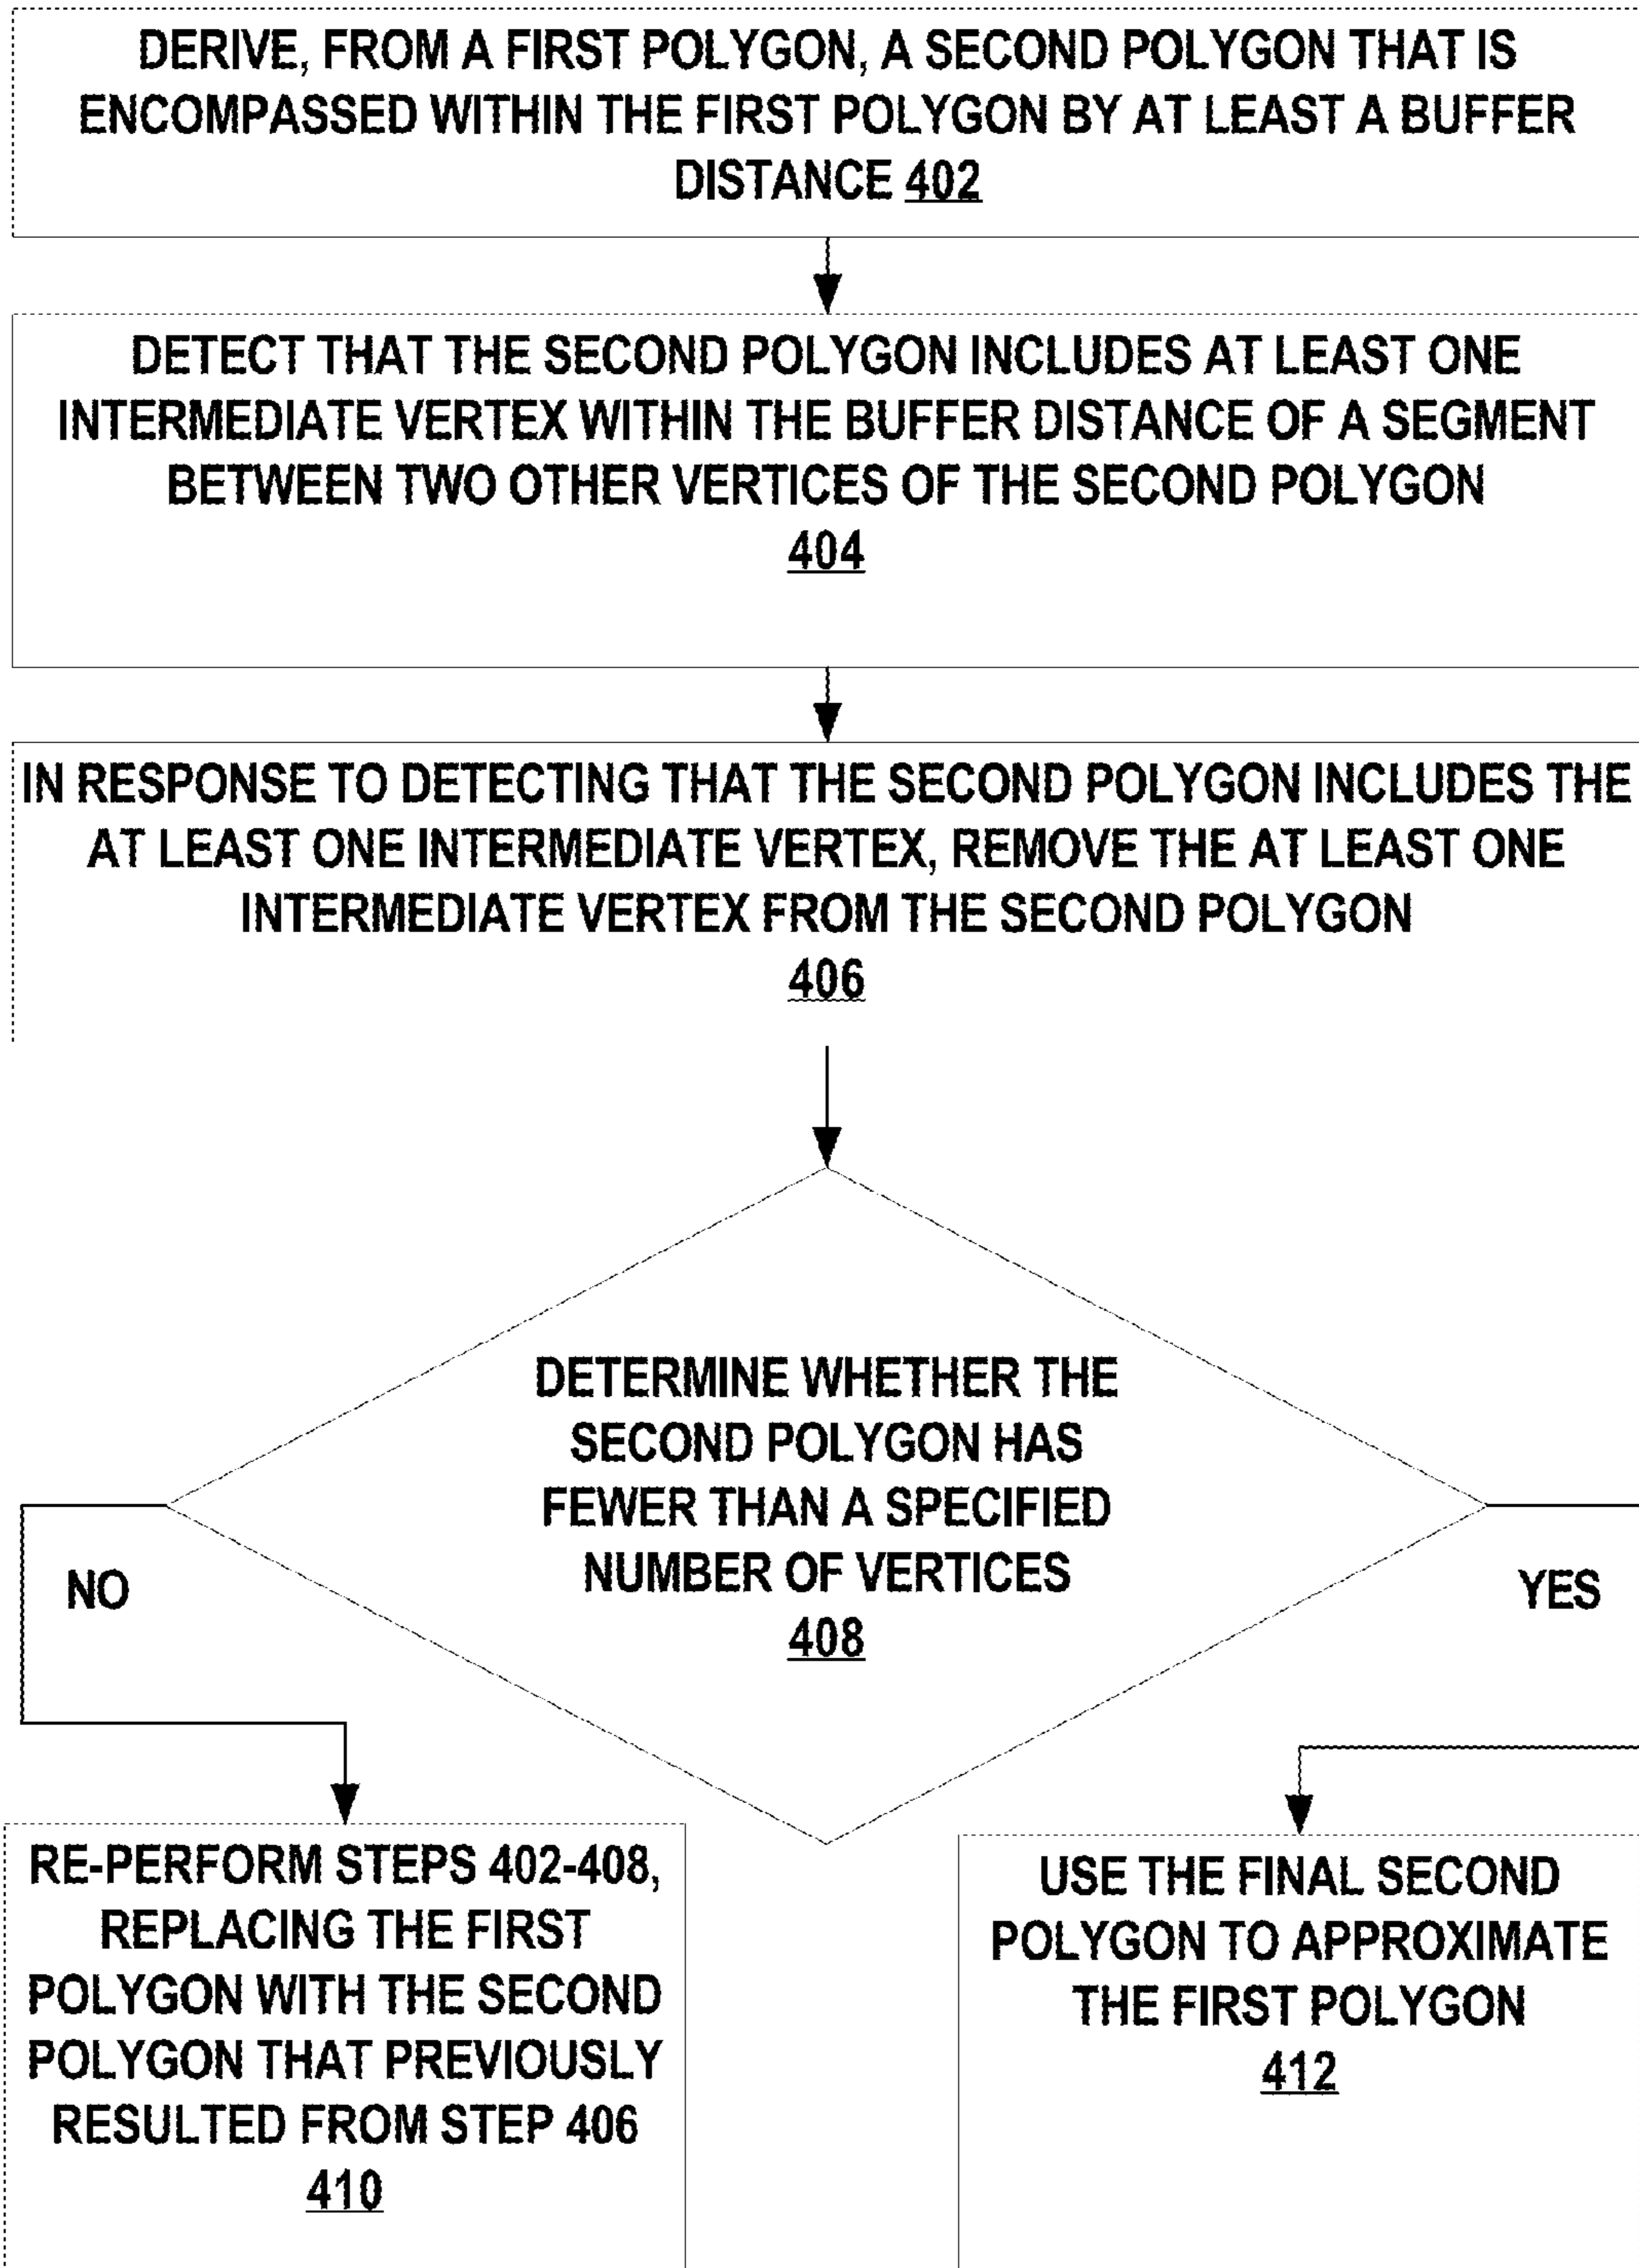 DERIVE, FROM A FIRST POLYGON, A SECOND POLYGON THAT IS
ENCOMPASSED WITHIN THE FIRST POLYGON BY AT LEAST A BUFFER
DISTANCE 402
DETECT THAT THE SECOND POLYGON INCLUDES AT LEAST ONE
INTERMEDIATE VERTEX WITHIN THE BUFFER DISTANCE OF A SEGMENT
BETWEEN TWO OTHER VERTICES OF THE SECOND POLYGON
404
IN RESPONSE TO DETECTING THAT THE SECOND POLYGON INCLUDES THE
AT LEAST ONE INTERMEDIATE VERTEX, REMOVE THE AT LEAST ONE
INTERMEDIATE VERTEX FROM THE SECOND POLYGON
406
DETERMINE WHETHER THE
SECOND POLYGON HAS
FEWER THAN A SPECIFIED
NUMBER OF VERTICES
408
NO
YES
RE-PERFORM STEPS 402-408,
REPLACING THE FIRST
POLYGON WITH THE SECOND
POLYGON THAT PREVIOUSLY
RESULTED FROM STEP 406
410
USE THE FINAL SECOND
POLYGON TO APPROXIMATE
THE FIRST POLYGON
412